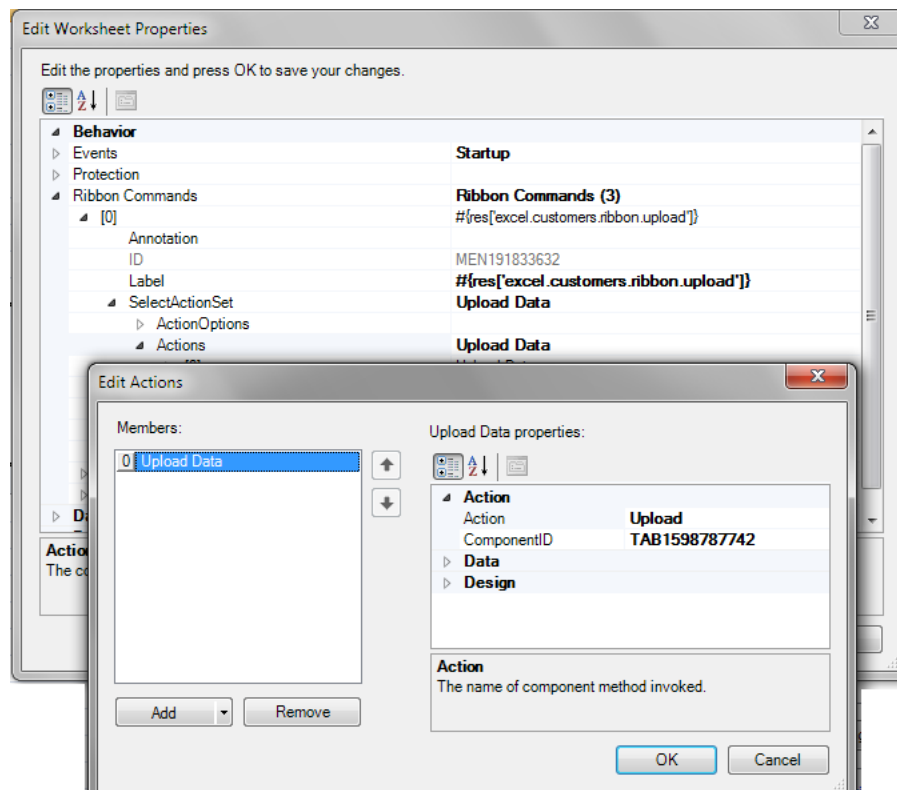 Edit Worksheet Properties
Edit the properties and press OK to save your changes.
Behavior
Events Startup
Protection
Ribbon Commands Ribbon Commands (3)
[0] #{res['excel.customers.ribbon.upload']}
Annotation
ID MEN191833632
Label #{res['excel.customers.ribbon.upload']}
SelectActionSet Upload Data
ActionOptions
Actions Upload Data
Edit Actions
Members:
0 Upload Data
Add
Remove
Upload Data properties:
Action
Action Upload
ComponentID TAB1598787742
Data
Design
Action
The name of component method invoked.
OK
Cancel